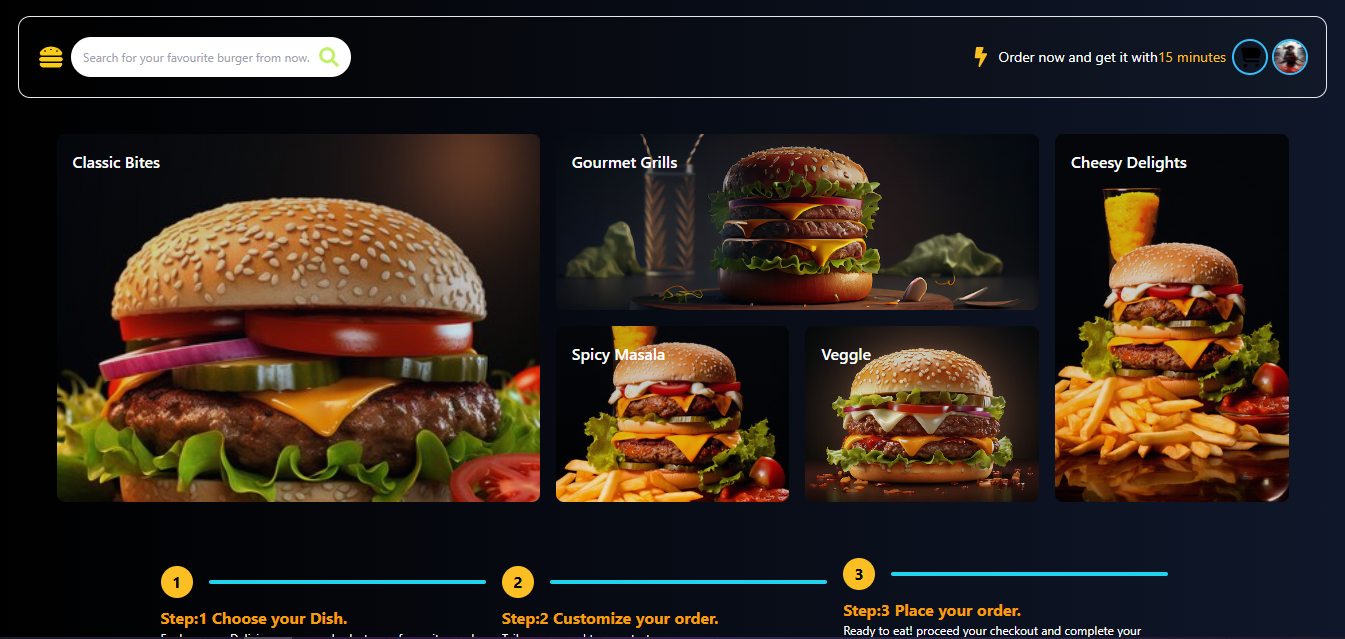 Search for your favourite burger from now.
Order now and get it with15 minutes
Classic Bites
Gourmet Grills
Cheesy Delights
Spicy Masala
Veggle
1
2
3
Step:1 Choose your Dish.
Step:2 Customize your order.
Step:3 Place your order.
Ready to eat! proceed your checkout and complete your